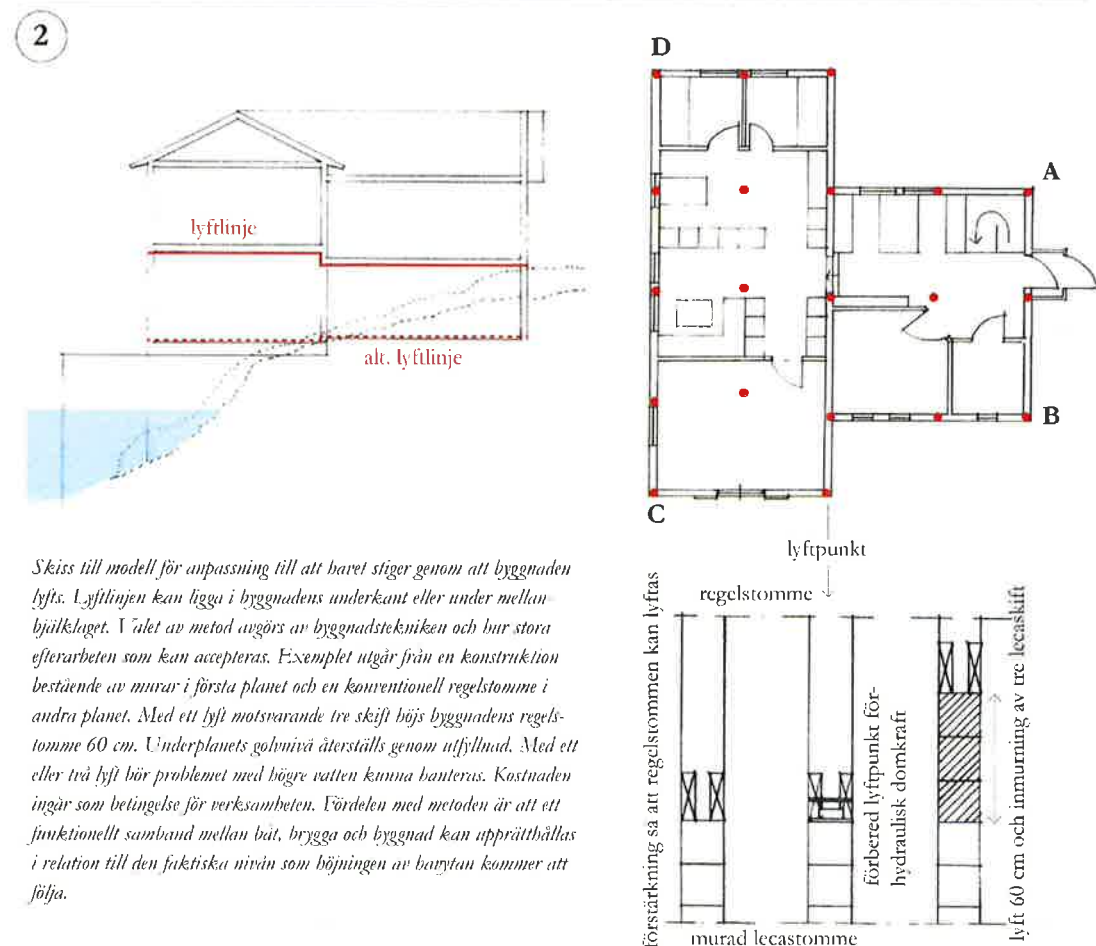 2
lyftlinje
alt. lyftlinje
D
A
B
C
lyftpunkt
Skiss till modell för anpassning till att havet stiger genom att byggnaden
lyfts. Lyftlinjen kan ligga i byggnadens underkant eller under mellan
bjälklaget. Valet av metod avgörs av byggnadstekniken och hur stora
efterarbeten som kan accepteras. Exemplet utgår från en konstruktion
bestående av murar i första planet och en konventionell regelstomme i
andra planet. Med ett lyft motsvarande tre skift höjs byggnadens regel-
stomme 60 cm. Underplanets golvnivå återställs genom utfyllnad. Med ett
eller två lyft bör problemet med högre vatten kunna hanteras. Kostnaden
ingår som betingelse för verksamheten. Fördelen med metoden är att ett
funktionellt samband mellan båt, brygga och byggnad kan upprätthållas
i relation till den faktiska nivån som höjningen av havytan kommer att
följa.
regelstomme
förstärkning sa att regelstommen kan lyftas
förbered lyftpunkt för-
hydraulisk domkraft
lyft 60 cm och inmurning av tre lecaskift
murad lecastomme